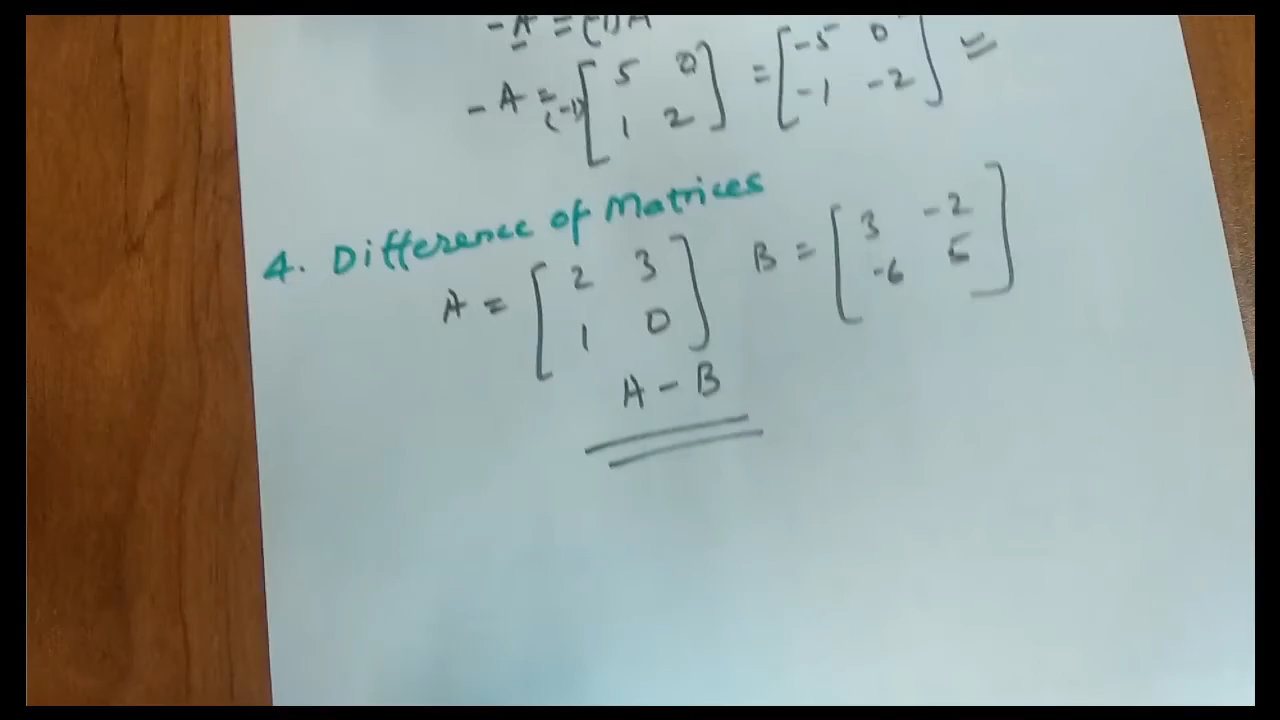 -A = (-1)A
-A = (-1) [ 5 0 ] = [ -5 0 ]
[ 1 2 ] [ -1 -2 ]
4. Difference of Matrices
A = [ 2 3 ] B = [ 3 -2 ]
[ 1 0 ] [ -6 5 ]
A - B